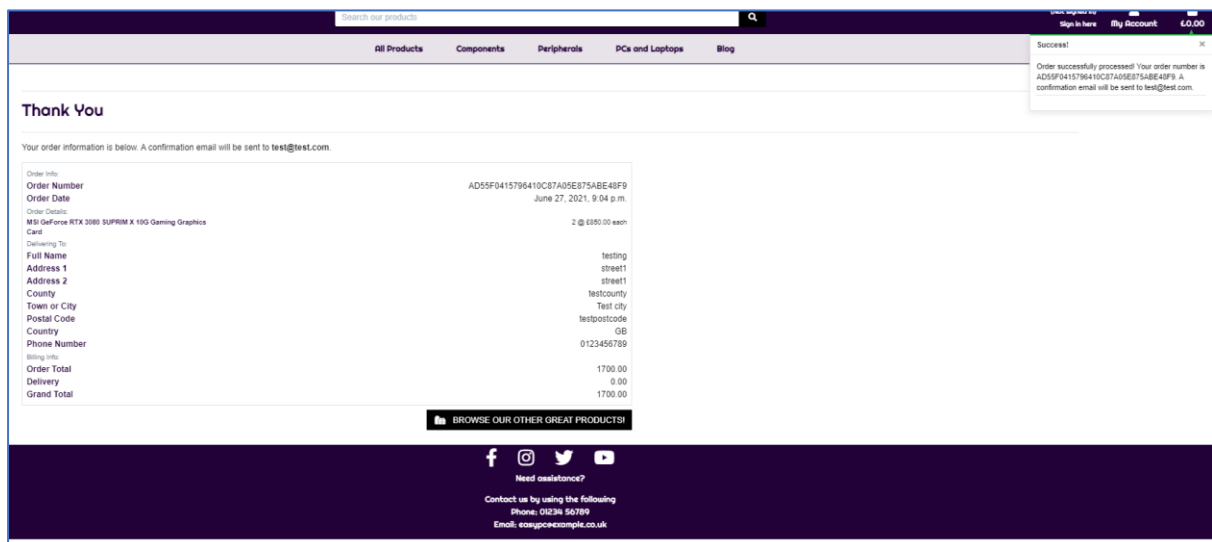 Search our products
(Not signed in)
Sign in here
My Account
£0.00
All Products
Components
Peripherals
PCs and Laptops
Blog
Success!
×
Order successfully processed! Your order number is
AD55F0415796410C87A05E875ABE48F9. A
confirmation email will be sent to test@test.com.
Thank You
Your order information is below. A confirmation email will be sent to test@test.com.
Order Info:
Order Number AD55F0415796410C87A05E875ABE48F9
Order Date June 27, 2021, 9:04 p.m.
Order Details:
MSI GeForce RTX 3080 SUPRIM X 10G Gaming Graphics 2 @ £850.00 each
Card
Delivering To:
Full Name testing
Address 1 street1
Address 2 street1
County testcounty
Town or City Test city
Postal Code testpostcode
Country GB
Phone Number 0123456789
Billing Info:
Order Total 1700.00
Delivery 0.00
Grand Total 1700.00
BROWSE OUR OTHER GREAT PRODUCTS!
Need assistance?
Contact us by using the following
Phone: 01234 56789
Email: easypc@example.co.uk